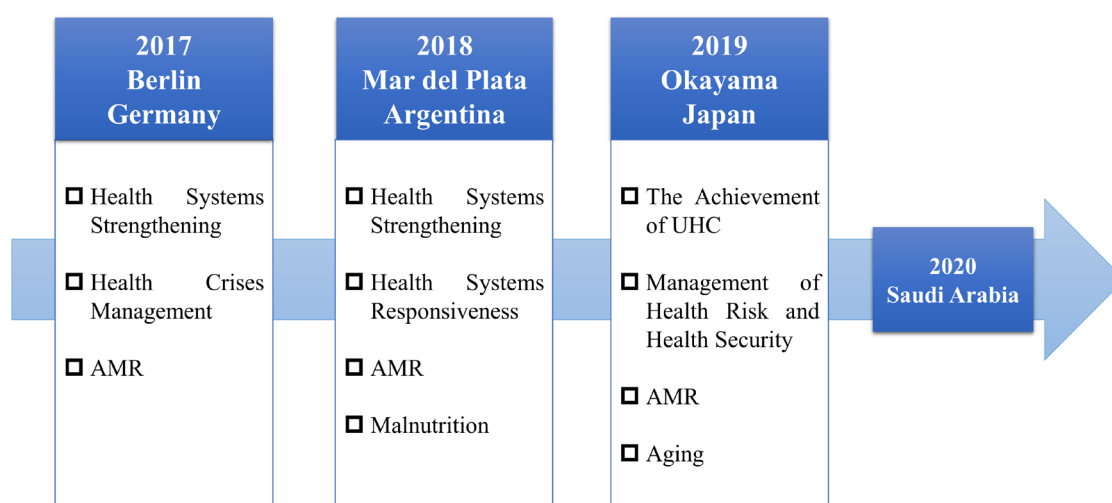 2017
Berlin
Germany
Health Systems
Strengthening
Health Crises
Management
AMR
2018
Mar del Plata
Argentina
Health Systems
Strengthening
Health Systems
Responsiveness
AMR
Malnutrition
2019
Okayama
Japan
The Achievement
of UHC
Management of
Health Risk and
Health Security
AMR
Aging
2020
Saudi Arabia